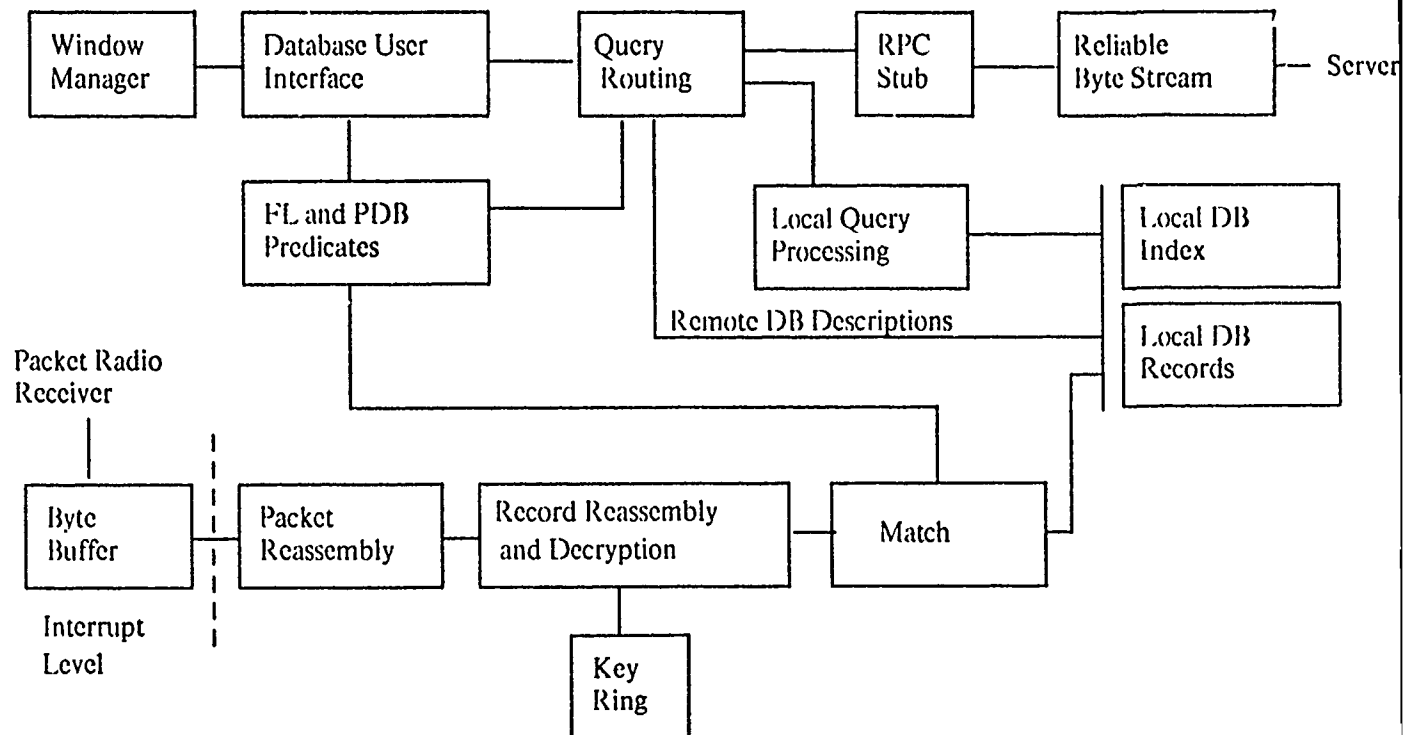 Window
Manager
Database User
Interface
Query
Routing
RPC
Stub
Reliable
Byte Stream
Server
FL and PDB
Predicates
Local Query
Processing
Local DB
Index
Remote DB Descriptions
Local DB
Records
Packet Radio
Receiver
Byte
Buffer
Packet
Reassembly
Record Reassembly
and Decryption
Match
Interrupt
Level
Key
Ring